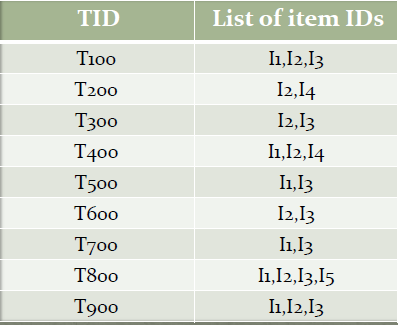 TID List of item IDs
T100 I1,I2,I3
T200 I2,I4
T300 I2,I3
T400 I1,I2,I4
T500 I1,I3
T600 I2,I3
T700 I1,I3
T800 I1,I2,I3,I5
T900 I1,I2,I3